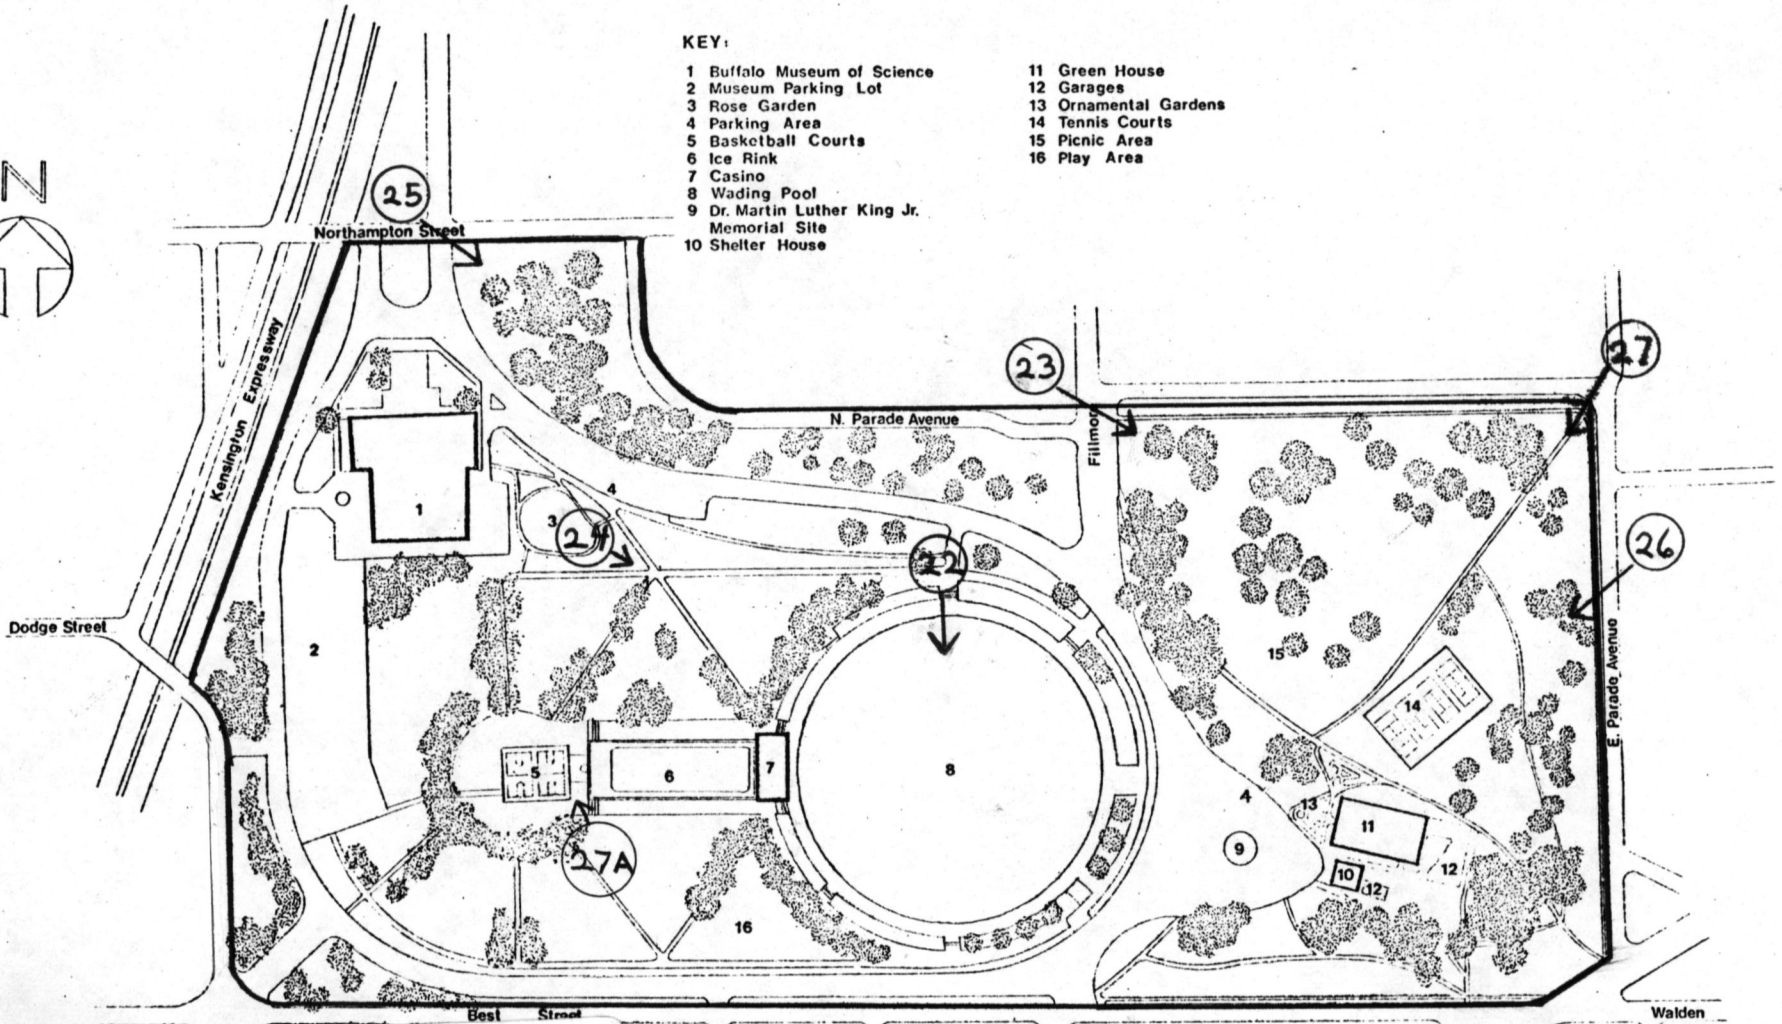 KEY:
1 Buffalo Museum of Science
2 Museum Parking Lot
3 Rose Garden
4 Parking Area
5 Basketball Courts
6 Ice Rink
7 Casino
8 Wading Pool
9 Dr. Martin Luther King Jr.
Memorial Site
10 Shelter House
11 Green House
12 Garages
13 Ornamental Gardens
14 Tennis Courts
15 Picnic Area
16 Play Area
N
25
Northampton Street
Kensington Expressway
23
27
N. Parade Avenue
Fillmo
4
1
3
24
22
26
Dodge Street
2
15
E. Parade Avenue
14
5
6
7
8
4
13
11
9
12
10
12
27A
16
Best Street
Walden